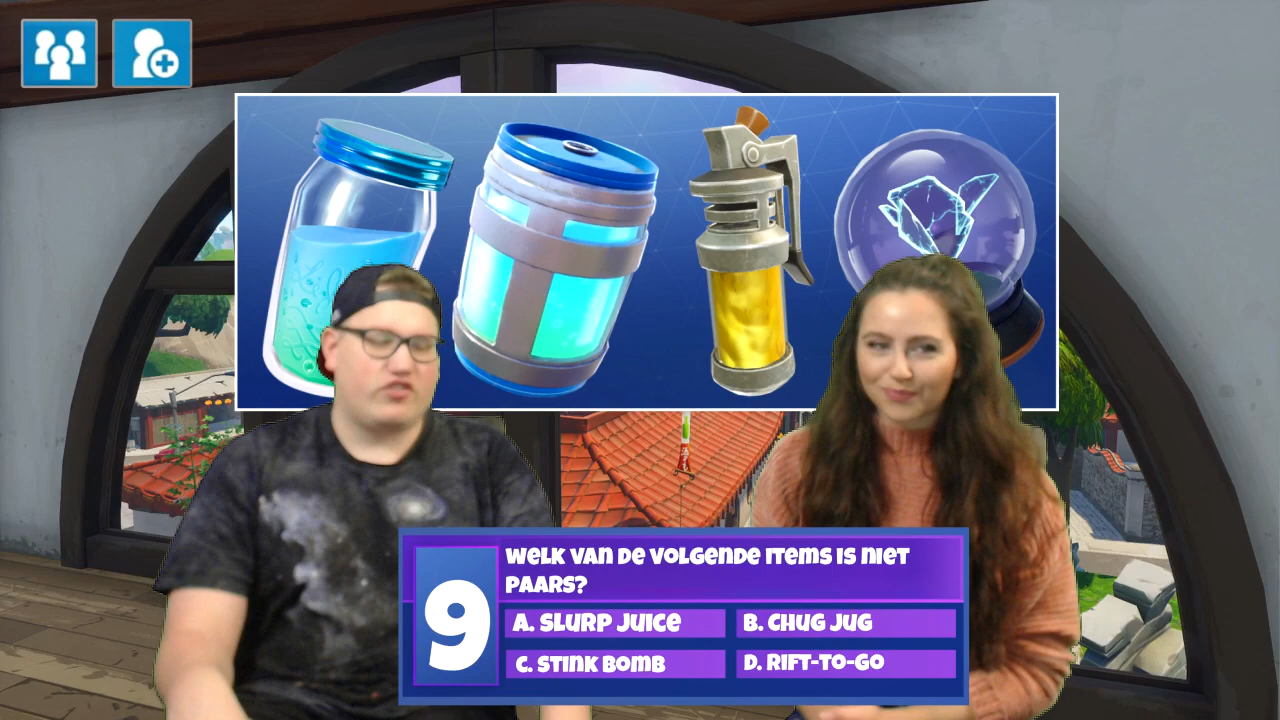 9
WELK VAN DE VOLGENDE ITEMS IS NIET
PAARS?
A. SLURP JUICE
B. CHUG JUG
C. STINK BOMB
D. RIFT-TO-GO